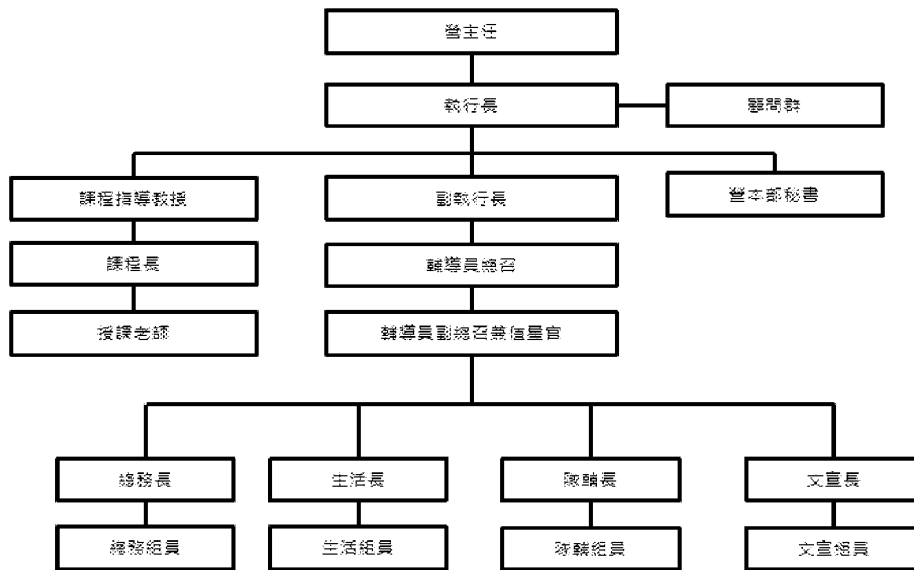 營主任
執行長
顧問群
課程指導教授
副執行長
營本部秘書
課程長
輔導員總召
授課老師
輔導員副總召兼值星官
總務長
生活長
隊輔長
文宣長
總務組員
生活組員
隊輔組員
文宣組員